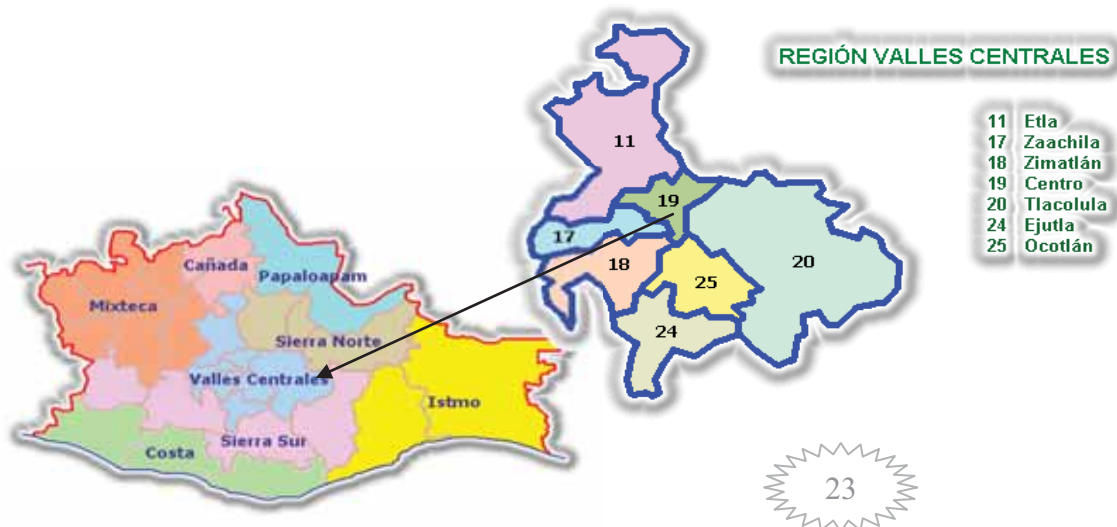 REGIÓN VALLES CENTRALES
11 Etla
17 Zaachila
18 Zimatlán
19 Centro
20 Tlacolula
24 Ejutla
25 Ocotlán
11
19
17
18
25
20
24
Cañada
Papaloapam
Mixteca
Sierra Norte
Valles Centrales
Istmo
Sierra Sur
Costa
23